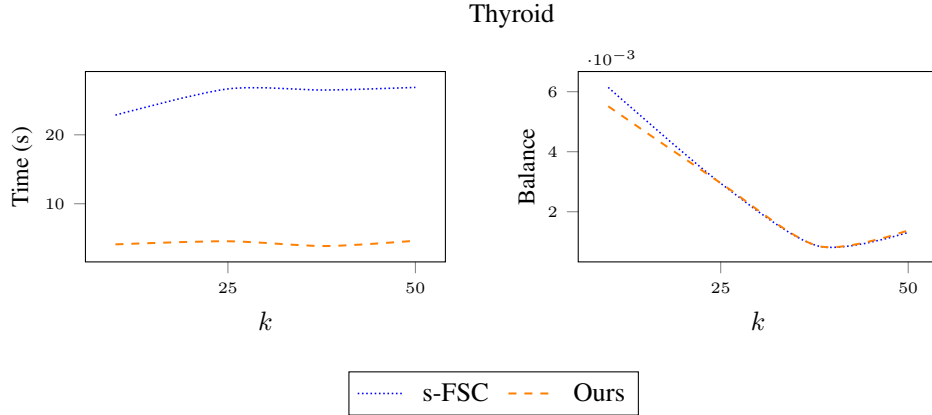 Thyroid
Time (s)
20
10
25
50
k
·10⁻³
Balance
6
4
2
25
50
k
s-FSC
Ours